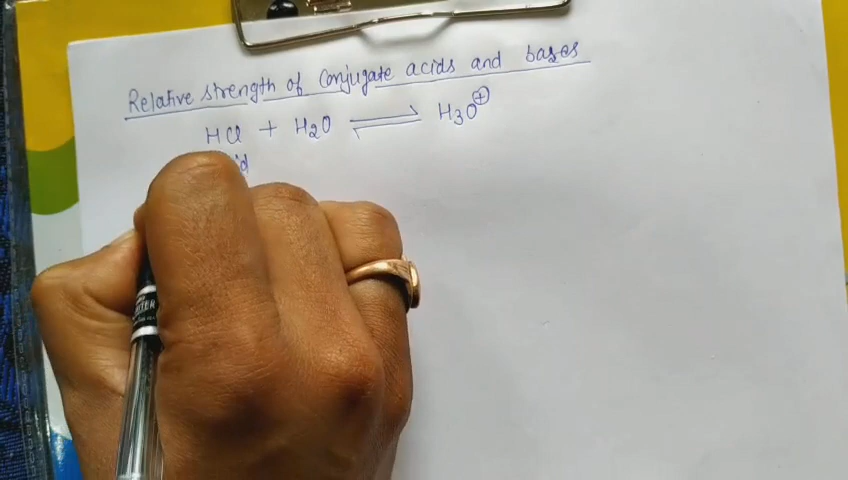 Relative strength of conjugate acids and bases
HCl + H₂O ⇌ H₃O⊕